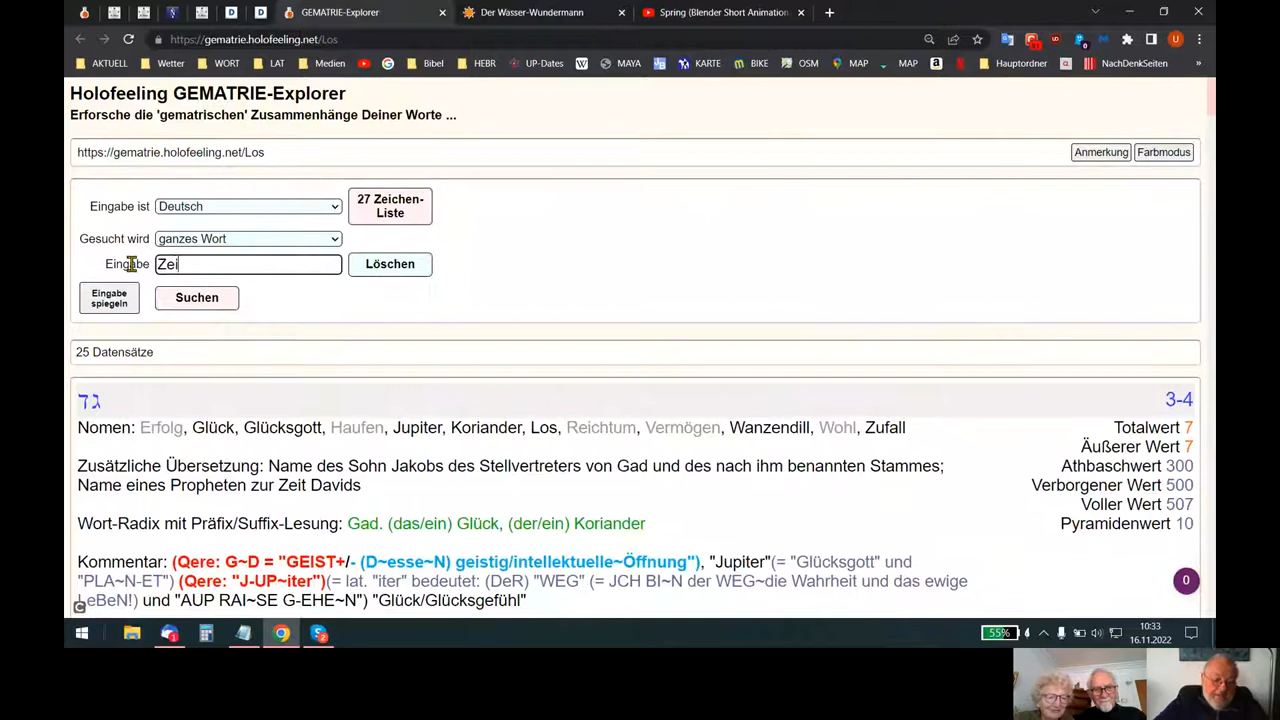 GEMATRIE-Explorer
Der Wasser-Wundermann
Spring (Blender Short Animation
https://gematrie.holofeeling.net/Los
AKTUELL Wetter WORT LAT Medien Bibel HEBR UP-Dates MAYA KARTE BIKE OSM MAP MAP Hauptordner NachDenkSeiten »
Holofeeling GEMATRIE-Explorer
Erforsche die 'gematrischen' Zusammenhänge Deiner Worte ...
https://gematrie.holofeeling.net/Los
Anmerkung Farbmodus
Eingabe ist Deutsch
27 Zeichen-
Liste
Gesucht wird ganzes Wort
Eingabe Zei Löschen
Eingabe
spiegeln
Suchen
25 Datensätze
גד 3-4
Nomen: Erfolg, Glück, Glücksgott, Haufen, Jupiter, Koriander, Los, Reichtum, Vermögen, Wanzendill, Wohl, Zufall
Totalwert 7
Äußerer Wert 7
Athbaschwert 300
Verborgener Wert 500
Voller Wert 507
Pyramidenwert 10
Zusätzliche Übersetzung: Name des Sohn Jakobs des Stellvertreters von Gad und des nach ihm benannten Stammes;
Name eines Propheten zur Zeit Davids
Wort-Radix mit Präfix/Suffix-Lesung: Gad. (das/ein) Glück, (der/ein) Koriander
Kommentar: (Qere: G~D = "GEIST+/- (D~esse~N) geistig/intellektuelle~Öffnung"), "Jupiter"(= "Glücksgott" und
"PLA~N-ET") (Qere: "J-UP~iter")(= lat. "iter" bedeutet: (DeR) "WEG" (= JCH BI~N der WEG~die Wahrheit und das ewige
LeBeN!) und "AUP RAI~SE G-EHE~N") "Glück/Glücksgefühl"
0
55%
10:33
16.11.2022